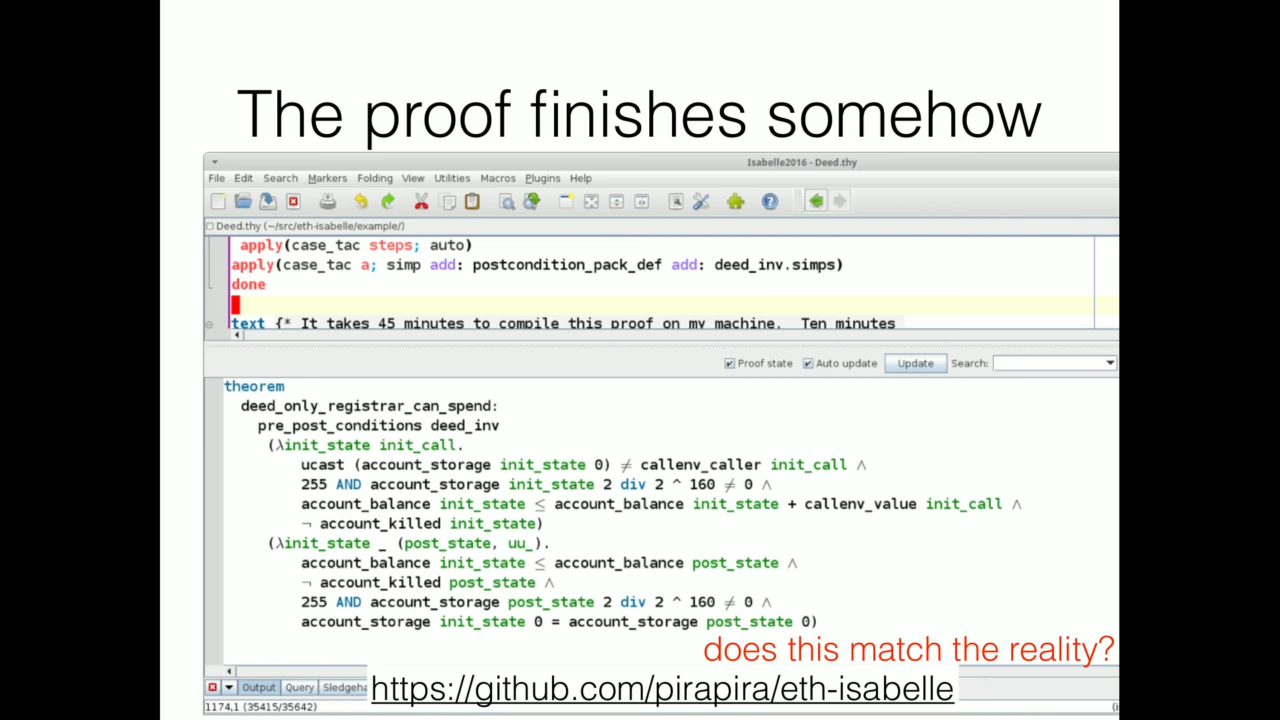 The proof finishes somehow
Isabelle2016 - Deed.thy
File Edit Search Markers Folding View Utilities Macros Plugins Help
Deed.thy (~/src/eth-isabelle/example/)
apply(case_tac steps; auto)
apply(case_tac a; simp add: postcondition_pack_def add: deed_inv.simps)
done
text {* It takes 45 minutes to compile this proof on my machine. Ten minutes
Proof state Auto update Update Search:
theorem
deed_only_registrar_can_spend:
pre_post_conditions deed_inv
(λinit_state init_call.
ucast (account_storage init_state 0) ≠ callenv_caller init_call ∧
255 AND account_storage init_state 2 div 2 ^ 160 ≠ 0 ∧
account_balance init_state ≤ account_balance init_state + callenv_value init_call ∧
¬ account_killed init_state)
(λinit_state _ (post_state, uu_).
account_balance init_state ≤ account_balance post_state ∧
¬ account_killed post_state ∧
255 AND account_storage post_state 2 div 2 ^ 160 ≠ 0 ∧
account_storage init_state 0 = account_storage post_state 0)
does this match the reality?
Output Query Sledgeha
https://github.com/pirapira/eth-isabelle
1174,1 (35415/35642)